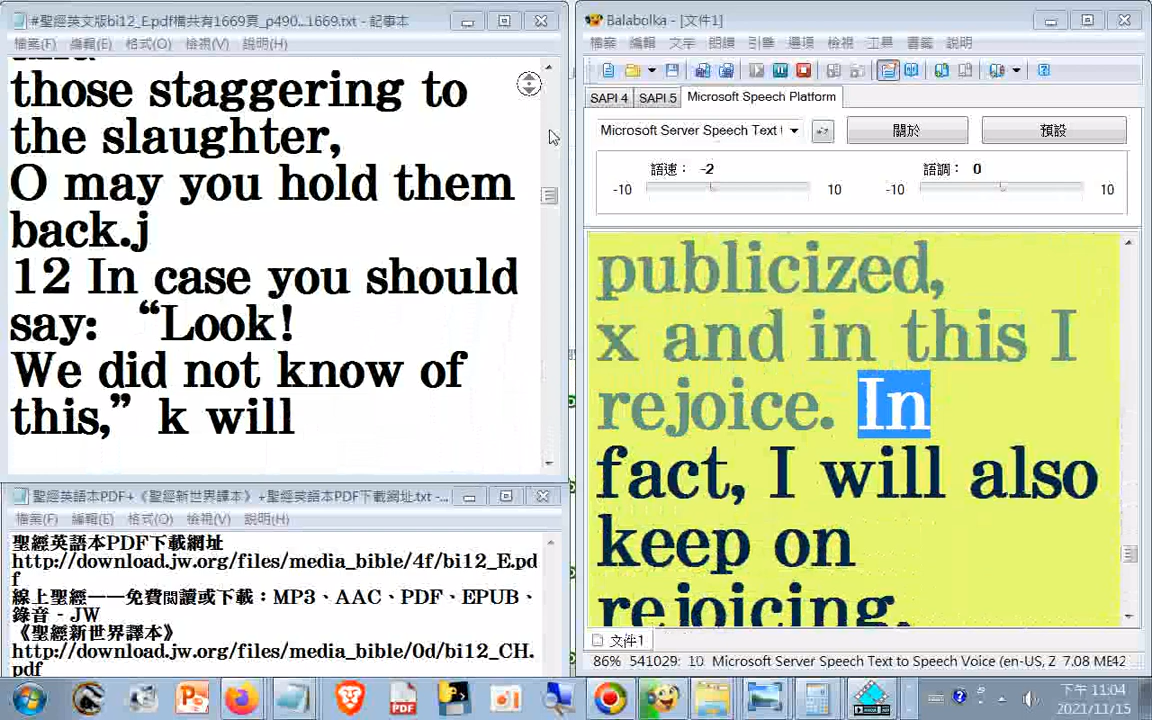 #聖經英文版bi12_E.pdf檔共有1669頁_p490...1669.txt - 記事本
檔案(F) 編輯(E) 格式(O) 檢視(V) 說明(H)
those staggering to
the slaughter,
O may you hold them
back.j
12 In case you should
say: “Look!
We did not know of
this,” k will
聖經英語本PDF+《聖經新世界譯本》+聖經英語本PDF下載網址.txt - ...
檔案(F) 編輯(E) 格式(O) 檢視(V) 說明(H)
聖經英語本PDF下載網址
http://download.jw.org/files/media_bible/4f/bi12_E.pd
f
線上聖經——免費閱讀或下載：MP3、AAC、PDF、EPUB、
錄音 - JW
《聖經新世界譯本》
http://download.jw.org/files/media_bible/0d/bi12_CH.
pdf
Balabolka - [文件1]
檔案 編輯 文字 朗讀 引擎 選項 檢視 工具 書籤 說明
SAPI 4 SAPI 5 Microsoft Speech Platform
Microsoft Server Speech Text 關於 預設
語速： -2 語調： 0
-10 10 -10 10
publicized,
x and in this I
rejoice. In
fact, I will also
keep on
rejoicing.
文件1
86% 541029: 10 Microsoft Server Speech Text to Speech Voice (en-US, Z 7.08 ME42
下午 11:04
2021/11/15